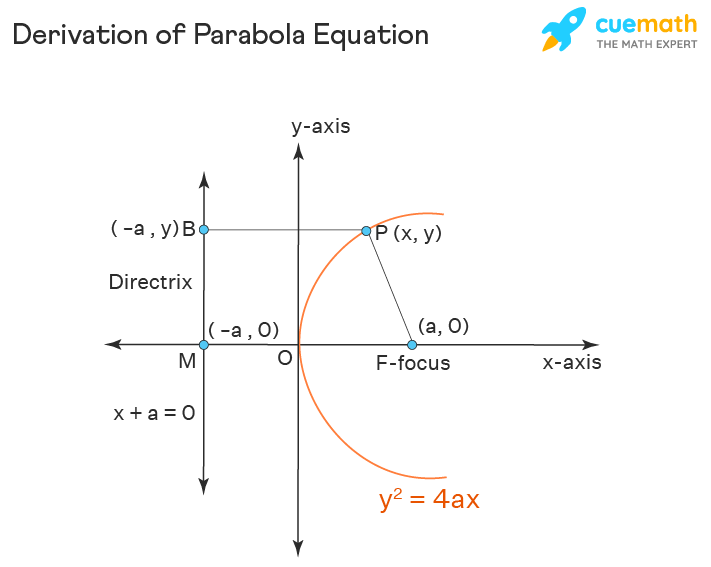 Derivation of Parabola Equation
cuemath
THE MATH EXPERT
y-axis
(-a , y) B
P (x, y)
Directrix
(-a , 0)
(a, 0)
M
O
F-focus
x-axis
x + a = 0
y² = 4ax